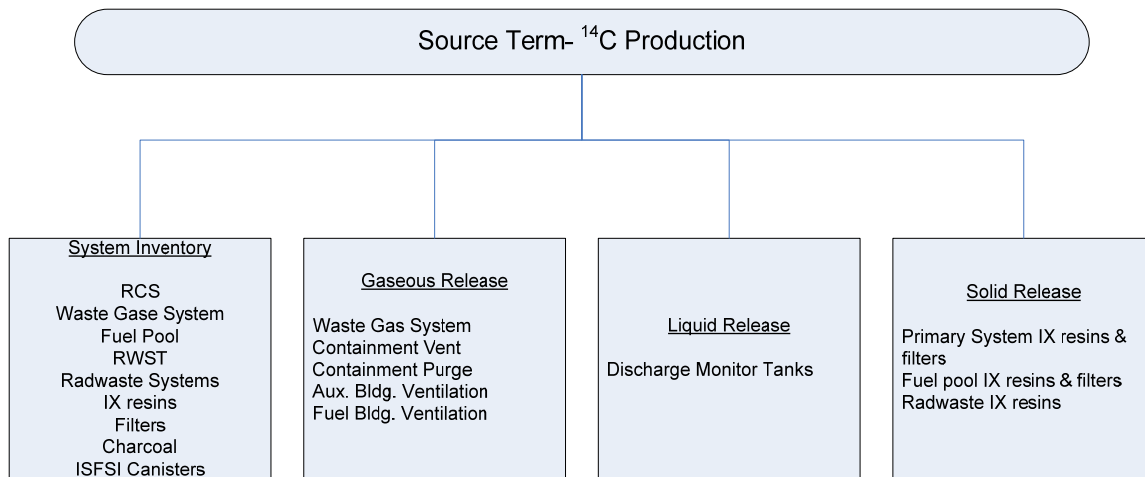 Source Term- ¹⁴C Production
System Inventory
RCS
Waste Gase System
Fuel Pool
RWST
Radwaste Systems
IX resins
Filters
Charcoal
ISFSI Canisters
Gaseous Release
Waste Gas System
Containment Vent
Containment Purge
Aux. Bldg. Ventilation
Fuel Bldg. Ventilation
Liquid Release
Discharge Monitor Tanks
Solid Release
Primary System IX resins &
filters
Fuel pool IX resins & filters
Radwaste IX resins